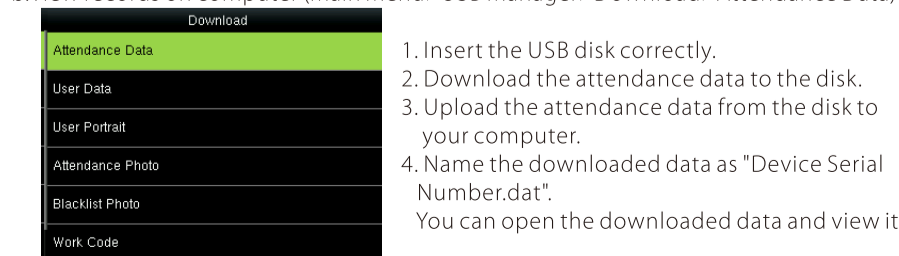 Download
Attendance Data
User Data
User Portrait
Attendance Photo
Blacklist Photo
Work Code
1. Insert the USB disk correctly.
2. Download the attendance data to the disk.
3. Upload the attendance data from the disk to
your computer.
4. Name the downloaded data as "Device Serial
Number.dat".
You can open the downloaded data and view it